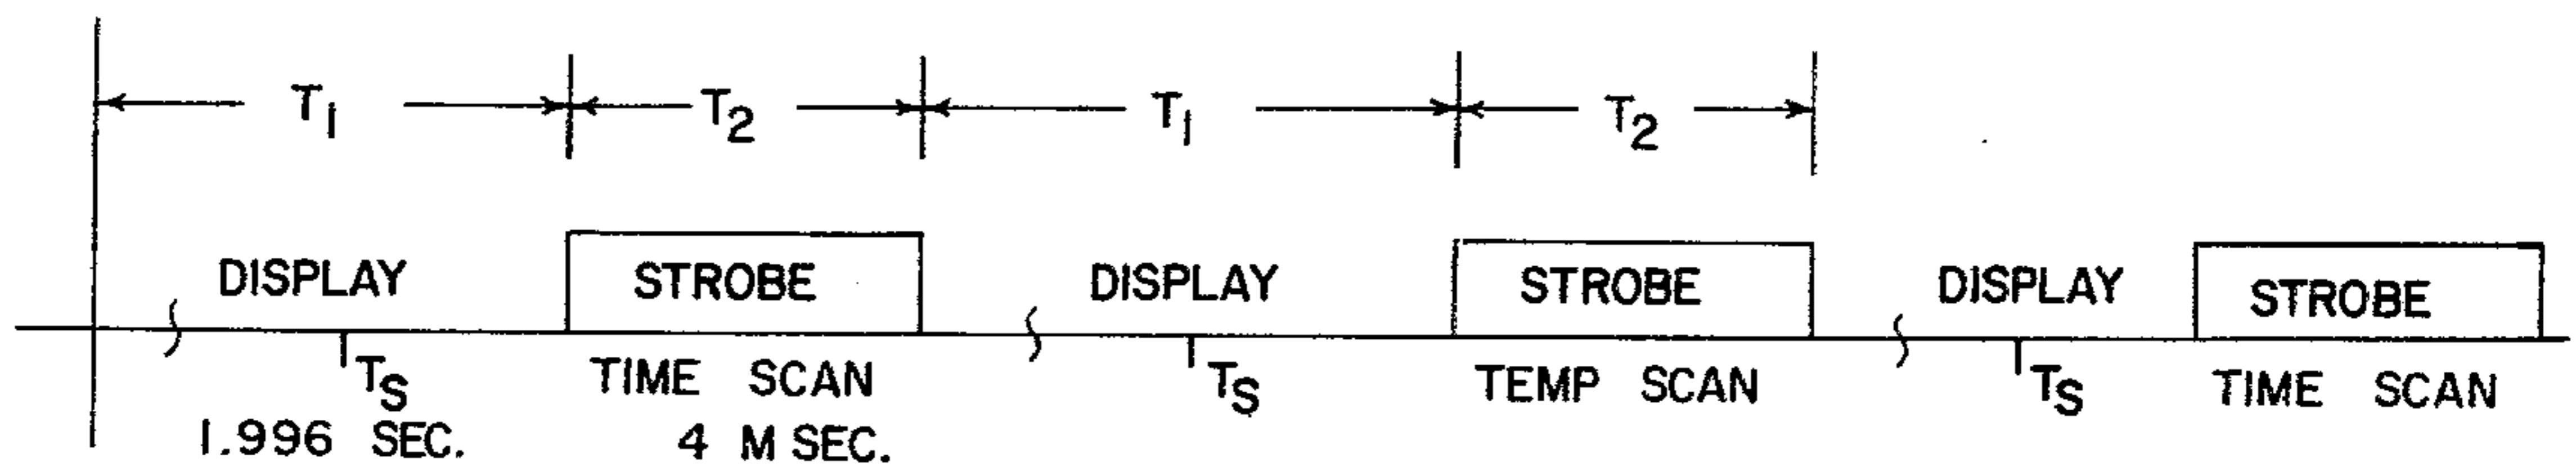 T1 T2 T1 T2
DISPLAY STROBE DISPLAY STROBE DISPLAY STROBE
TS TIME SCAN TS TEMP SCAN TS TIME SCAN
1.996 SEC. 4 M SEC.